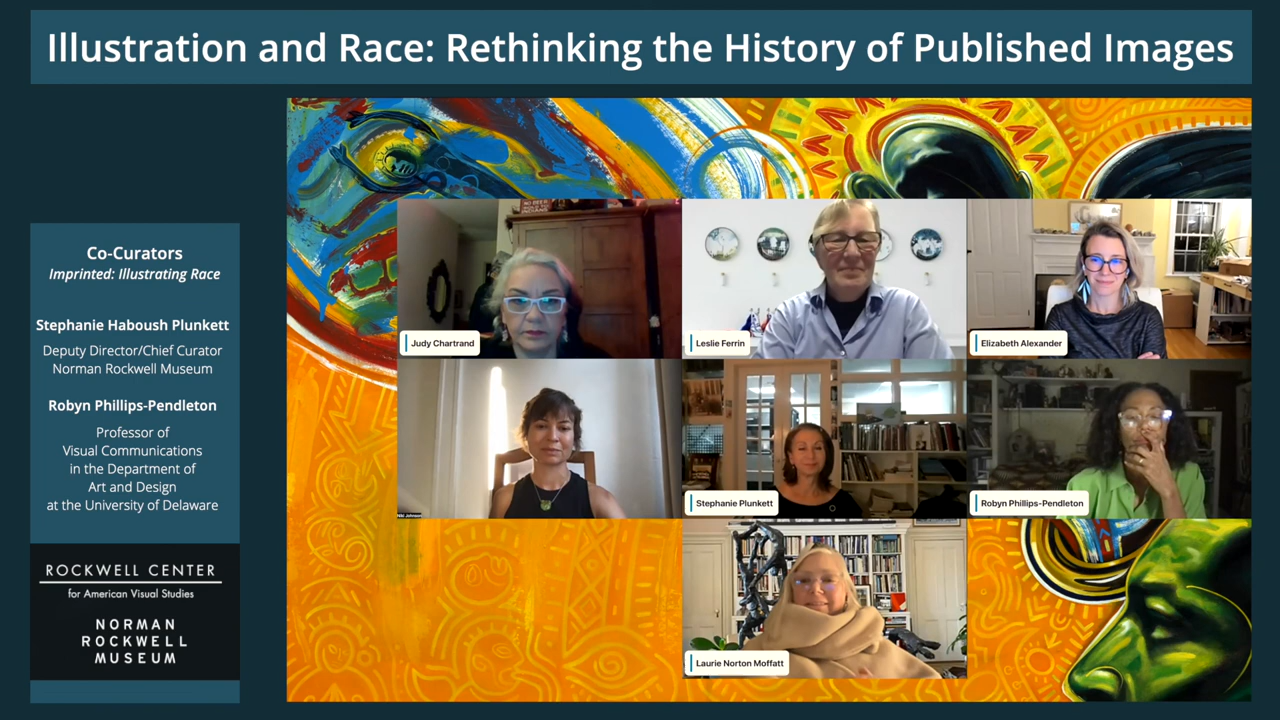 Illustration and Race: Rethinking the History of Published Images
Co-Curators
Imprinted: Illustrating Race
Stephanie Haboush Plunkett
Deputy Director/Chief Curator
Norman Rockwell Museum
Robyn Phillips-Pendleton
Professor of
Visual Communications
in the Department of
Art and Design
at the University of Delaware
ROCKWELL CENTER
for American Visual Studies
NORMAN
ROCKWELL
MUSEUM
Judy Chartrand
Leslie Ferrin
Elizabeth Alexander
Niki Johnson
Stephanie Plunkett
Robyn Phillips-Pendleton
Laurie Norton Moffatt